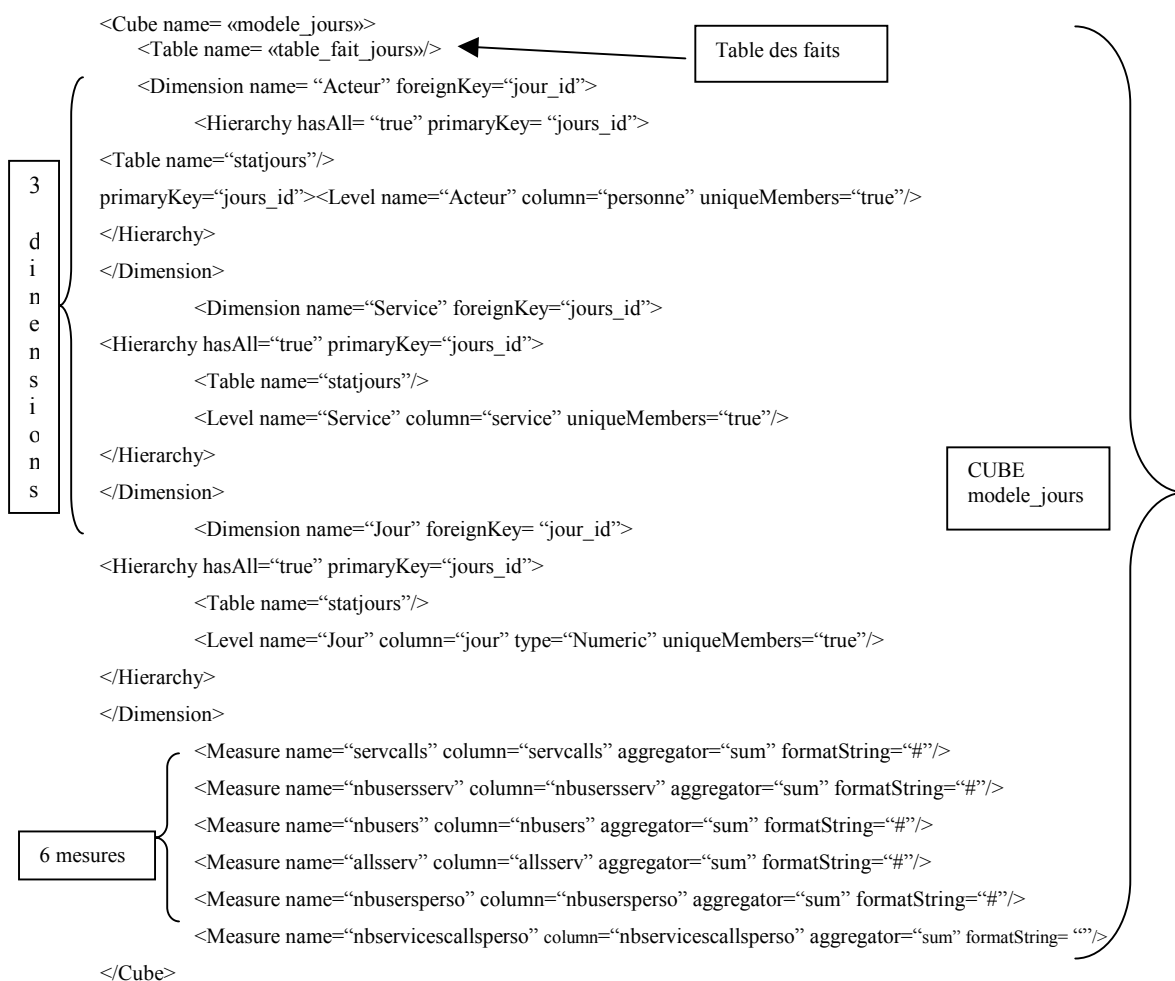 <Cube name= «modele_jours»>
<Table name= «table_fait_jours»/>
Table des faits
<Dimension name= “Acteur” foreignKey=“jour_id”>
<Hierarchy hasAll= “true” primaryKey= “jours_id”>
<Table name=“statjours”/>
primaryKey=“jours_id”><Level name=“Acteur” column=“personne” uniqueMembers=“true”/>
</Hierarchy>
</Dimension>
<Dimension name=“Service” foreignKey=“jours_id”>
<Hierarchy hasAll=“true” primaryKey=“jours_id”>
<Table name=“statjours”/>
<Level name=“Service” column=“service” uniqueMembers=“true”/>
</Hierarchy>
</Dimension>
<Dimension name=“Jour” foreignKey= “jour_id”>
<Hierarchy hasAll=“true” primaryKey=“jours_id”>
<Table name=“statjours”/>
<Level name=“Jour” column=“jour” type=“Numeric” uniqueMembers=“true”/>
</Hierarchy>
</Dimension>
3 dimensions
<Measure name=“servcalls” column=“servcalls” aggregator=“sum” formatString=“#”/>
<Measure name=“nbusersserv” column=“nbusersserv” aggregator=“sum” formatString=“#”/>
<Measure name=“nbusers” column=“nbusers” aggregator=“sum” formatString=“#”/>
<Measure name=“allsserv” column=“allsserv” aggregator=“sum” formatString=“#”/>
<Measure name=“nbusersperso” column=“nbusersperso” aggregator=“sum” formatString=“#”/>
<Measure name=“nbservicescallsperso” column=“nbservicescallsperso” aggregator=“sum” formatString= “”/>
6 mesures
</Cube>
CUBE
modele_jours